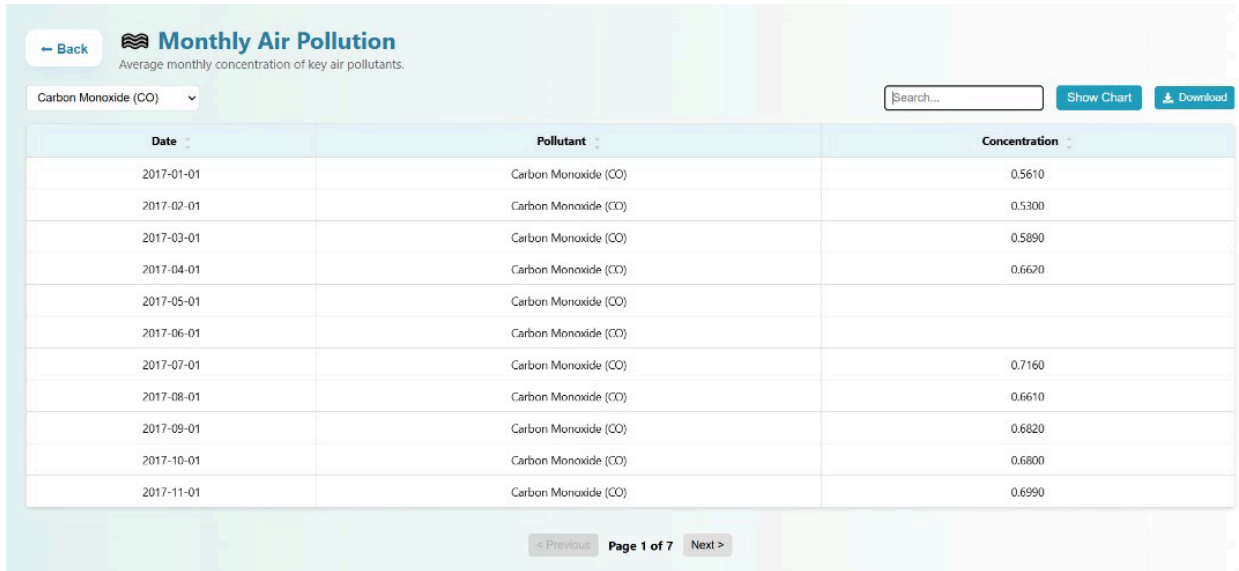 ← Back
Monthly Air Pollution
Average monthly concentration of key air pollutants.
Carbon Monoxide (CO)
Search...
Show Chart
Download
Date Pollutant Concentration
2017-01-01 Carbon Monoxide (CO) 0.5610
2017-02-01 Carbon Monoxide (CO) 0.5300
2017-03-01 Carbon Monoxide (CO) 0.5890
2017-04-01 Carbon Monoxide (CO) 0.6620
2017-05-01 Carbon Monoxide (CO)
2017-06-01 Carbon Monoxide (CO)
2017-07-01 Carbon Monoxide (CO) 0.7160
2017-08-01 Carbon Monoxide (CO) 0.6610
2017-09-01 Carbon Monoxide (CO) 0.6820
2017-10-01 Carbon Monoxide (CO) 0.6800
2017-11-01 Carbon Monoxide (CO) 0.6990
< Previous Page 1 of 7 Next >